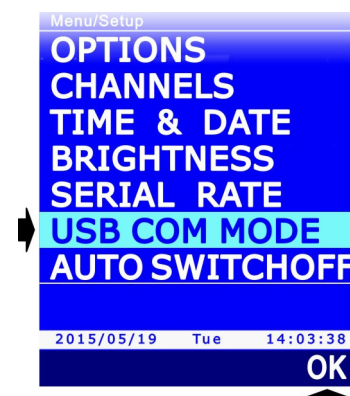 Menu/Setup
OPTIONS
CHANNELS
TIME & DATE
BRIGHTNESS
SERIAL RATE
USB COM MODE
AUTO SWITCHOFF
2015/05/19 Tue 14:03:38
OK